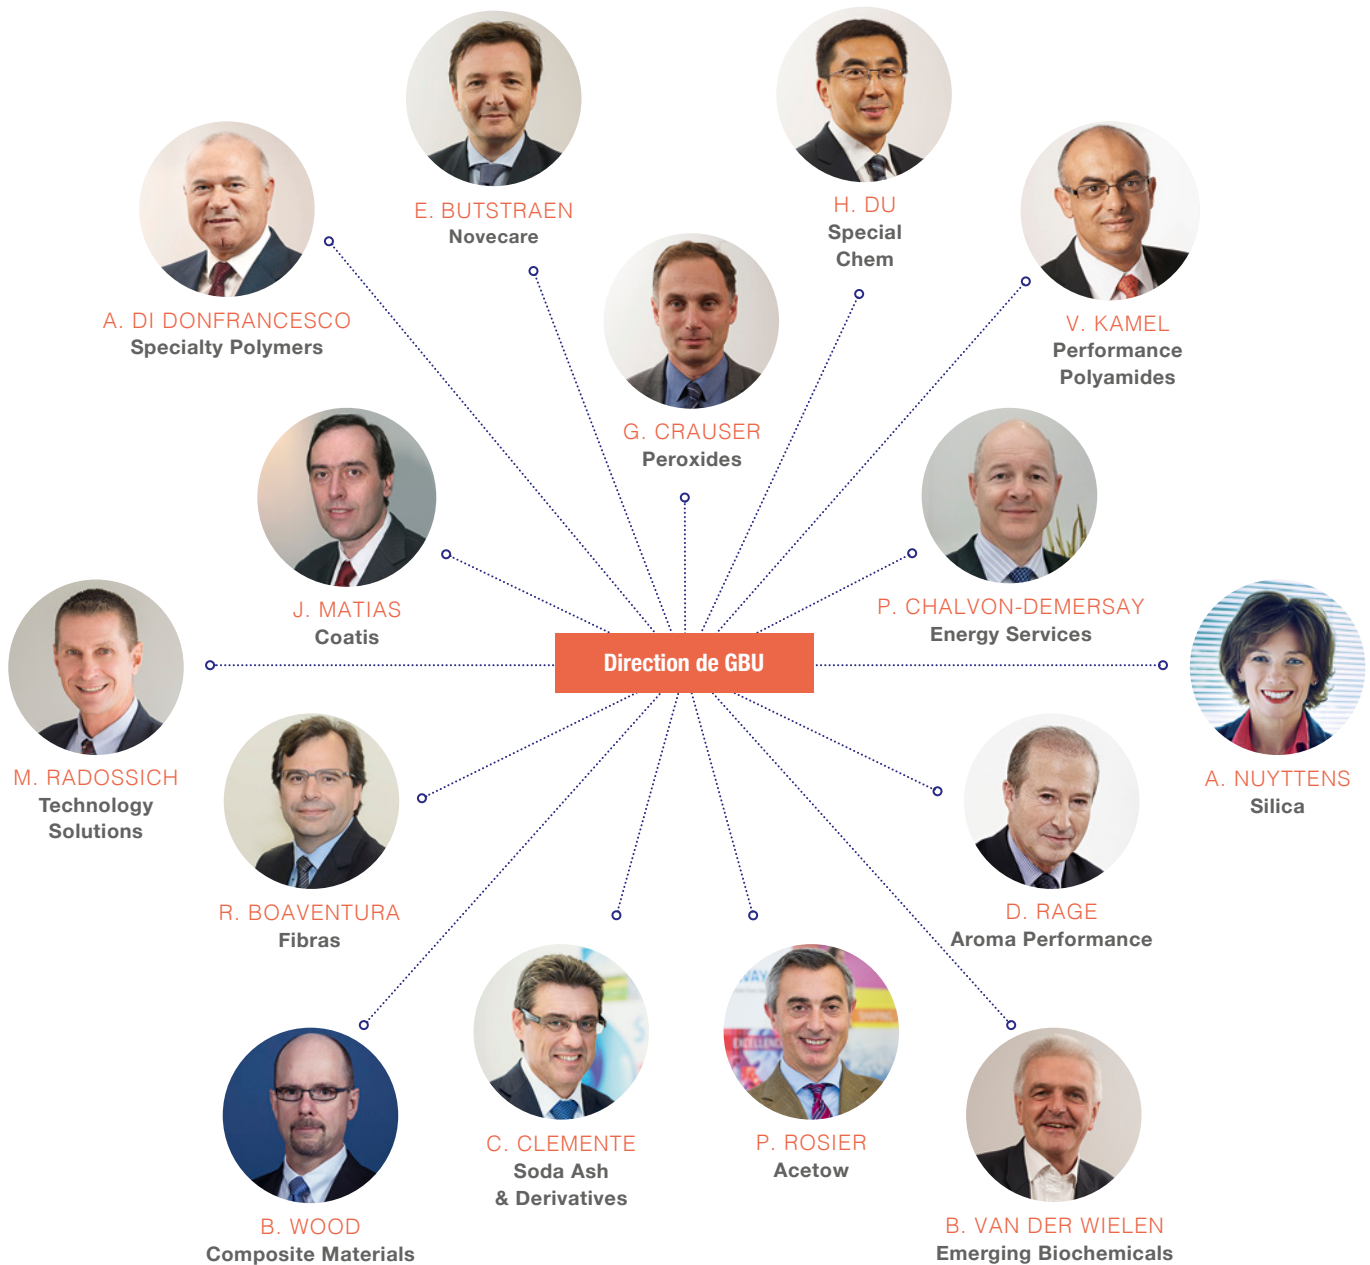 E. BUTSTRAEN
Novecare
H. DU
Special
Chem
A. DI DONFRANCESCO
Specialty Polymers
V. KAMEL
Performance
Polyamides
G. CRAUSER
Peroxides
J. MATIAS
Coatis
P. CHALVON-DEMERSAY
Energy Services
Direction de GBU
M. RADOSSICH
Technology
Solutions
A. NUYTTENS
Silica
R. BOAVENTURA
Fibras
D. RAGE
Aroma Performance
C. CLEMENTE
Soda Ash
& Derivatives
P. ROSIER
Acetow
B. WOOD
Composite Materials
B. VAN DER WIELEN
Emerging Biochemicals